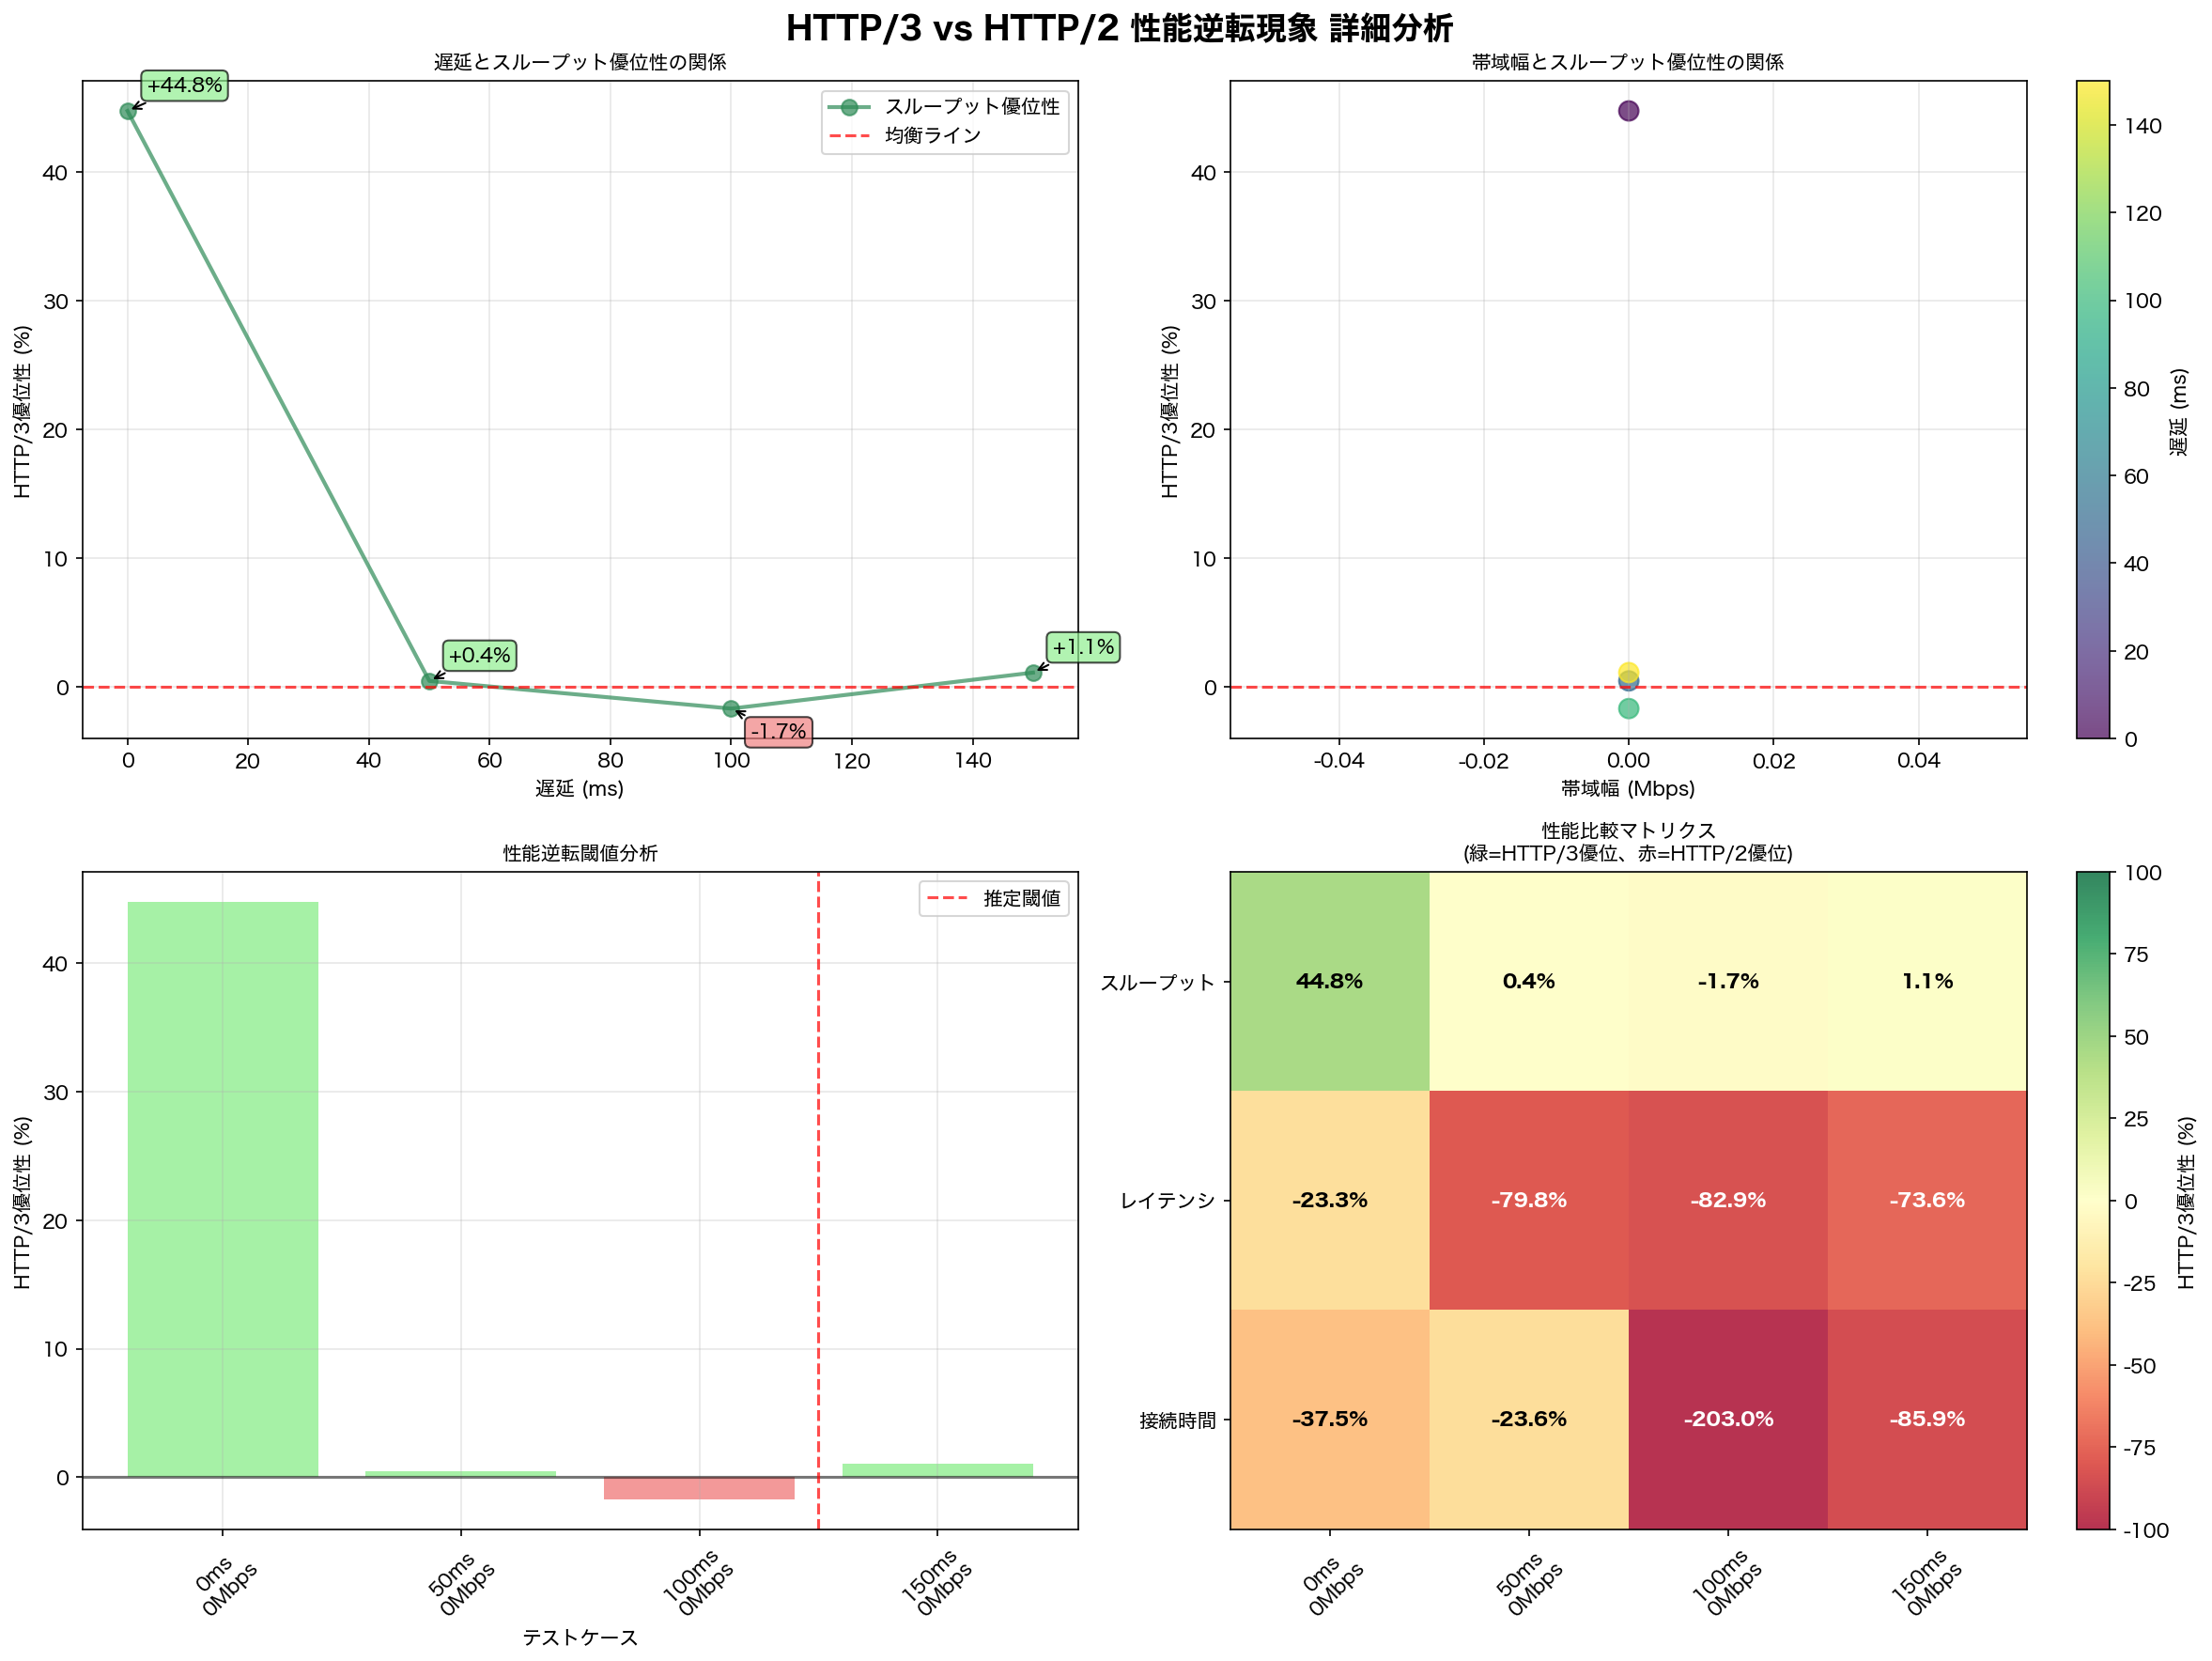 HTTP/3 vs HTTP/2 性能逆転現象 詳細分析
遅延とスループット優位性の関係
HTTP/3優位性 (%)
40
30
20
10
0
+44.8%
+0.4%
-1.7%
+1.1%
スループット優位性
均衡ライン
0
20
40
60
80
100
120
140
遅延 (ms)
帯域幅とスループット優位性の関係
HTTP/3優位性 (%)
40
30
20
10
0
-0.04
-0.02
0.00
0.02
0.04
帯域幅 (Mbps)
140
120
100
80
60
40
20
0
遅延 (ms)
性能逆転閾値分析
HTTP/3優位性 (%)
40
30
20
10
0
推定閾値
0ms
0Mbps
50ms
0Mbps
100ms
0Mbps
150ms
0Mbps
テストケース
性能比較マトリクス
(緑=HTTP/3優位、赤=HTTP/2優位)
スループット
44.8%
0.4%
-1.7%
1.1%
レイテンシ
-23.3%
-79.8%
-82.9%
-73.6%
接続時間
-37.5%
-23.6%
-203.0%
-85.9%
0ms
0Mbps
50ms
0Mbps
100ms
0Mbps
150ms
0Mbps
100
75
50
25
0
-25
-50
-75
-100
HTTP/3優位性 (%)